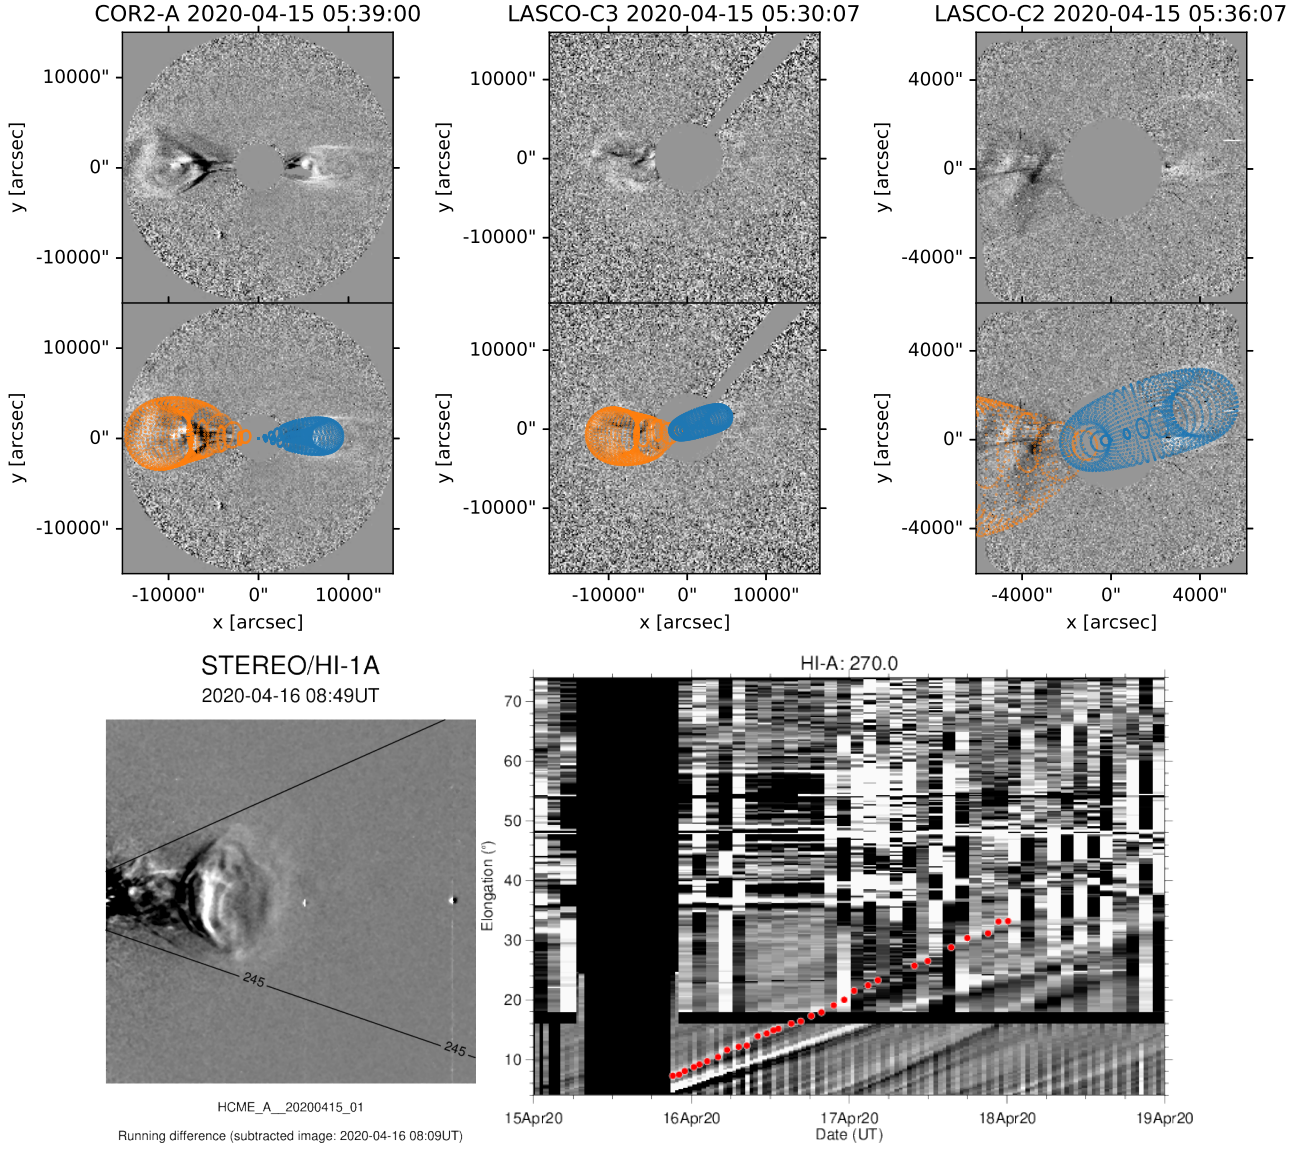 COR2-A 2020-04-15 05:39:00
LASCO-C3 2020-04-15 05:30:07
LASCO-C2 2020-04-15 05:36:07
10000"
0"
-10000"
y [arcsec]
10000"
0"
-10000"
y [arcsec]
4000"
0"
-4000"
y [arcsec]
10000"
0"
-10000"
y [arcsec]
10000"
0"
-10000"
y [arcsec]
4000"
0"
-4000"
y [arcsec]
-10000" 0" 10000"
x [arcsec]
-10000" 0" 10000"
x [arcsec]
-4000" 0" 4000"
x [arcsec]
STEREO/HI-1A
2020-04-16 08:49UT
245
245
HCME_A__20200415_01
Running difference (subtracted image: 2020-04-16 08:09UT)
HI-A: 270.0
70
60
50
40
30
20
10
Elongation (°)
15Apr20 16Apr20 17Apr20 18Apr20 19Apr20
Date (UT)